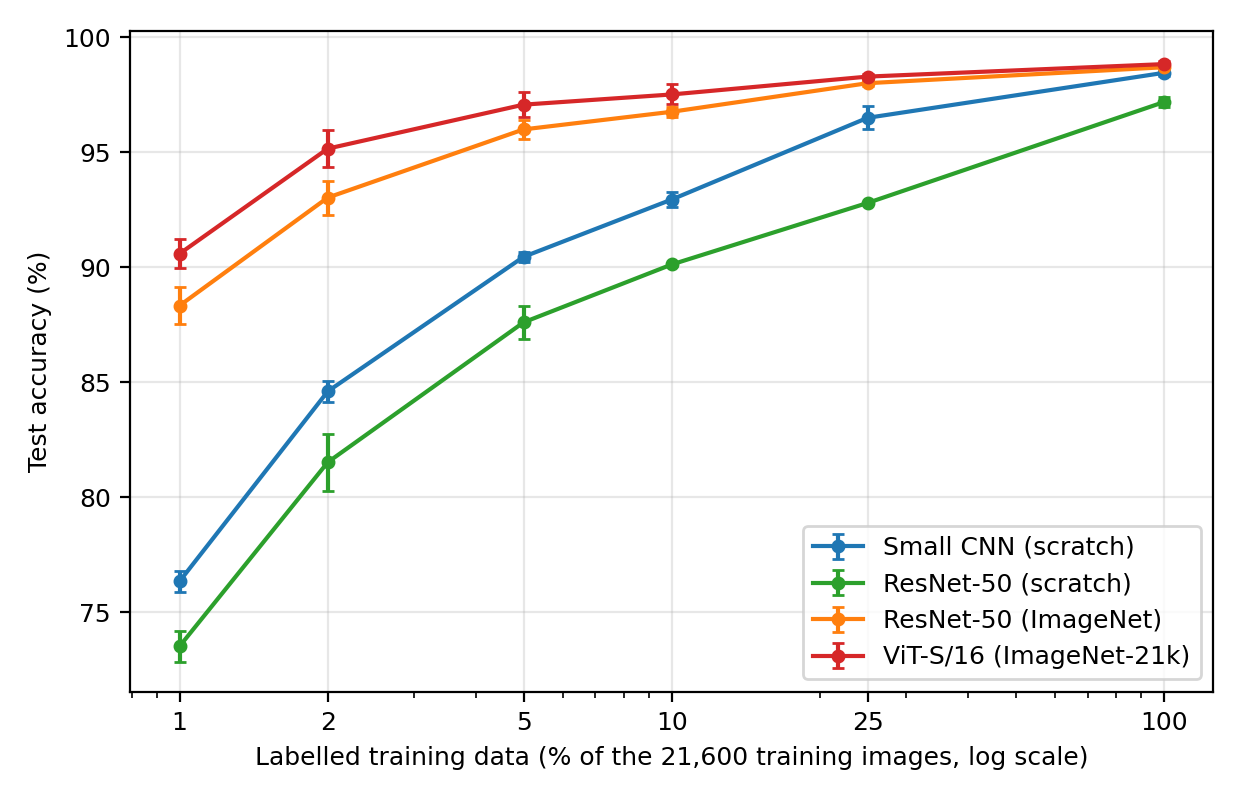 100
95
90
85
80
75
Test accuracy (%)
Small CNN (scratch)
ResNet-50 (scratch)
ResNet-50 (ImageNet)
ViT-S/16 (ImageNet-21k)
1 2 5 10 25 100
Labelled training data (% of the 21,600 training images, log scale)